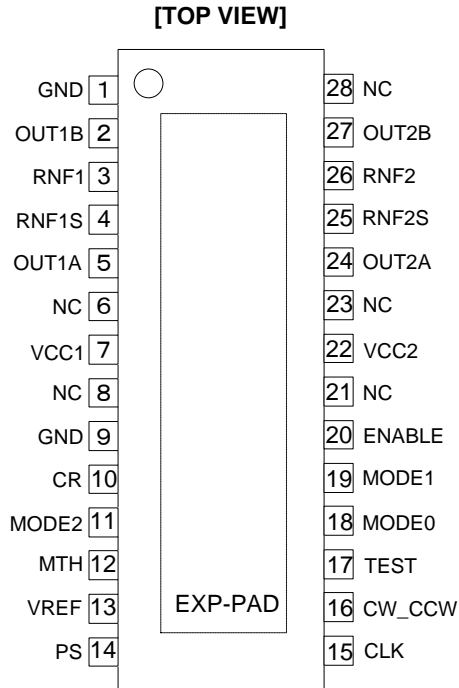 [TOP VIEW]
GND 1 28 NC
OUT1B 2 27 OUT2B
RNF1 3 26 RNF2
RNF1S 4 25 RNF2S
OUT1A 5 24 OUT2A
NC 6 23 NC
VCC1 7 22 VCC2
NC 8 21 NC
GND 9 20 ENABLE
CR 10 19 MODE1
MODE2 11 18 MODE0
MTH 12 17 TEST
VREF 13 EXP-PAD 16 CW_CCW
PS 14 15 CLK